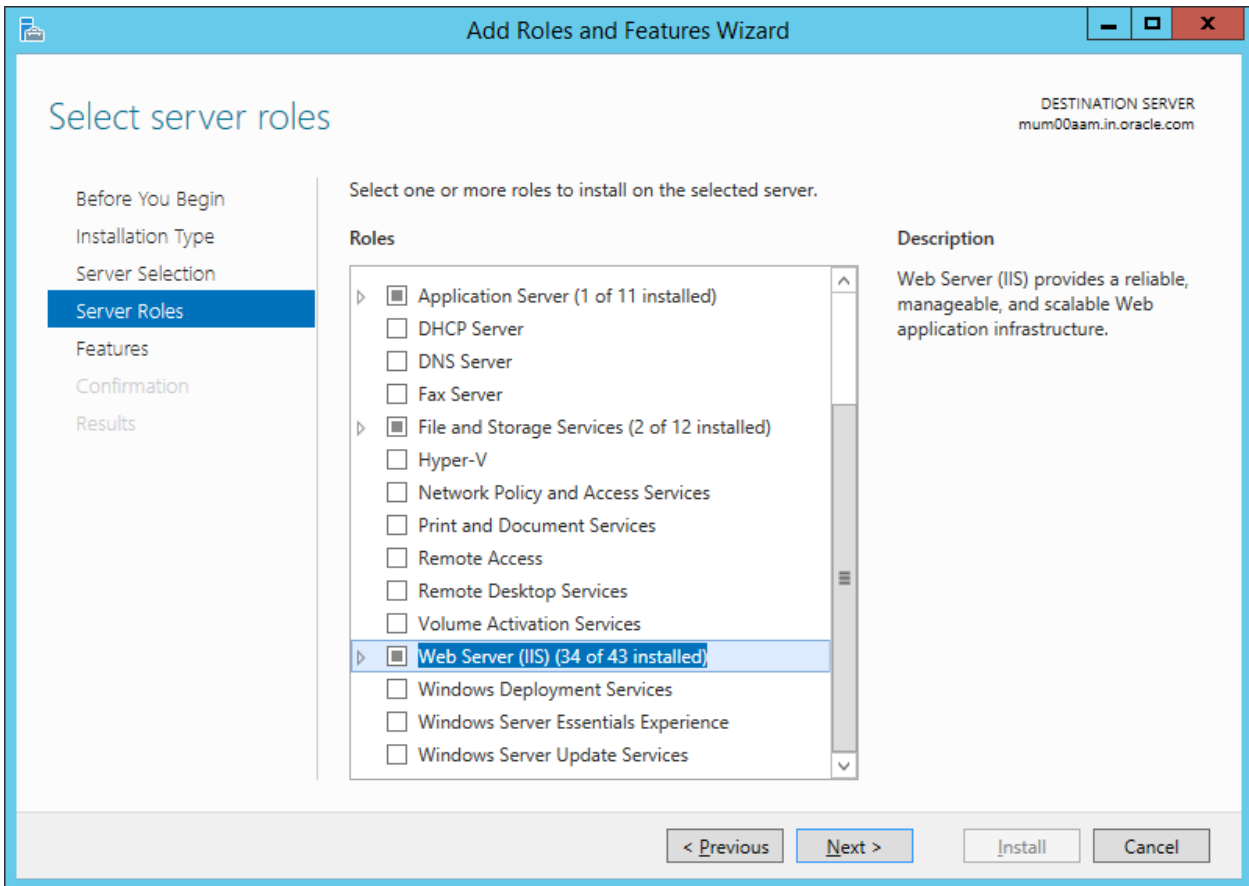 Add Roles and Features Wizard
Select server roles
DESTINATION SERVER
mum00aam.in.oracle.com
Before You Begin
Installation Type
Server Selection
Server Roles
Features
Confirmation
Results
Select one or more roles to install on the selected server.
Roles
Application Server (1 of 11 installed)
DHCP Server
DNS Server
Fax Server
File and Storage Services (2 of 12 installed)
Hyper-V
Network Policy and Access Services
Print and Document Services
Remote Access
Remote Desktop Services
Volume Activation Services
Web Server (IIS) (34 of 43 installed)
Windows Deployment Services
Windows Server Essentials Experience
Windows Server Update Services
Description
Web Server (IIS) provides a reliable,
manageable, and scalable Web
application infrastructure.
< Previous
Next >
Install
Cancel